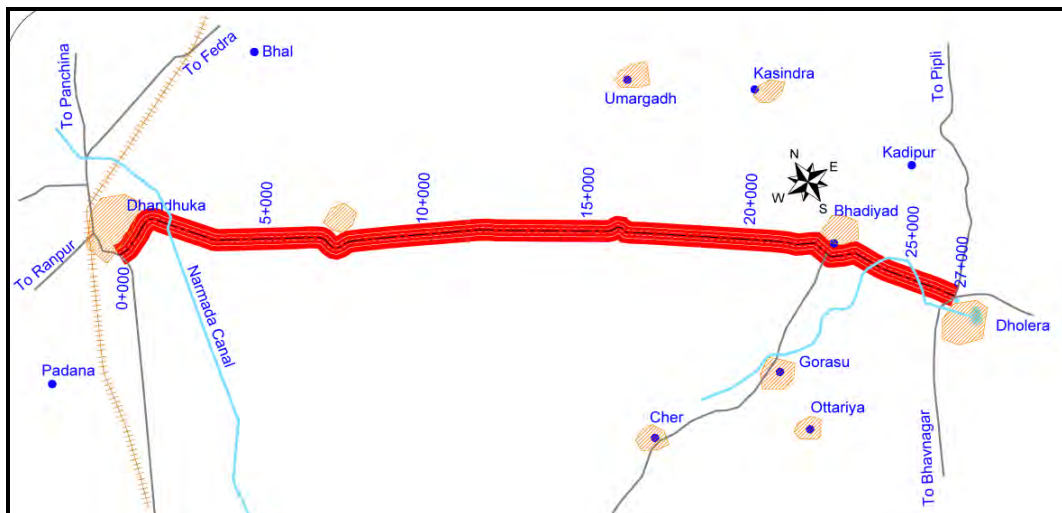 To Panchina
To Fedra
Bhal
Umargadh
Kasindra
To Pipli
Kadipur
N
E
W
S
Dhandhuka
5+000
10+000
15+000
20+000
Bhadiyad
25+000
27+000
To Ranpur
0+000
Narmada Canal
Dholera
Padana
Gorasu
Ottariya
Cher
To Bhavnagar